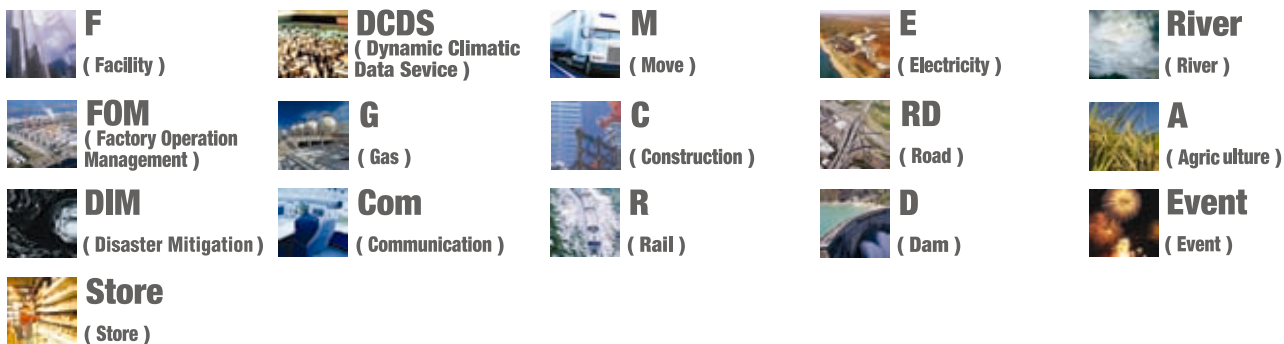 F
( Facility )
DCDS
( Dynamic Climatic
Data Sevice )
M
( Move )
E
( Electricity )
River
( River )
FOM
( Factory Operation
Management )
G
( Gas )
C
( Construction )
RD
( Road )
A
( Agric ulture )
DIM
( Disaster Mitigation )
Com
( Communication )
R
( Rail )
D
( Dam )
Event
( Event )
Store
( Store )